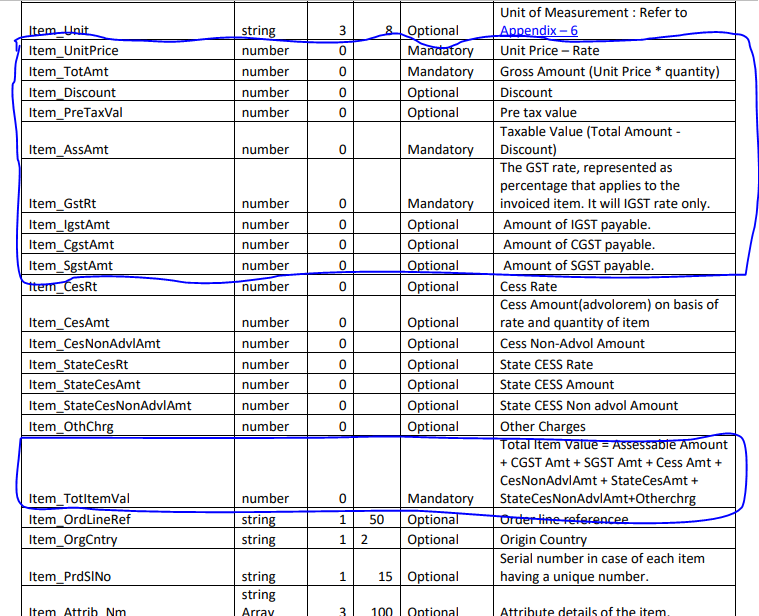 Unit of Measurement : Refer to
Item_Unit string 3 8 Optional Appendix – 6
Item_UnitPrice number 0 Mandatory Unit Price – Rate
Item_TotAmt number 0 Mandatory Gross Amount (Unit Price * quantity)
Item_Discount number 0 Optional Discount
Item_PreTaxVal number 0 Optional Pre tax value
Taxable Value (Total Amount -
Item_AssAmt number 0 Mandatory Discount)
The GST rate, represented as
percentage that applies to the
Item_GstRt number 0 Mandatory invoiced item. It will IGST rate only.
Item_IgstAmt number 0 Optional Amount of IGST payable.
Item_CgstAmt number 0 Optional Amount of CGST payable.
Item_SgstAmt number 0 Optional Amount of SGST payable.
Item_CesRt number 0 Optional Cess Rate
Cess Amount(advolorem) on basis of
Item_CesAmt number 0 Optional rate and quantity of item
Item_CesNonAdvlAmt number 0 Optional Cess Non-Advol Amount
Item_StateCesRt number 0 Optional State CESS Rate
Item_StateCesAmt number 0 Optional State CESS Amount
Item_StateCesNonAdvlAmt number 0 Optional State CESS Non advol Amount
Item_OthChrg number 0 Optional Other Charges
Total Item Value = Assessable Amount
+ CGST Amt + SGST Amt + Cess Amt +
CesNonAdvlAmt + StateCesAmt +
Item_TotItemVal number 0 Mandatory StateCesNonAdvlAmt+Otherchrg
Item_OrdLineRef string 1 50 Optional Order line referencee
Item_OrgCntry string 1 2 Optional Origin Country
Serial number in case of each item
Item_PrdSlNo string 1 15 Optional having a unique number.
string
Item_Attrib_Nm Array 3 100 Optional Attribute details of the item.